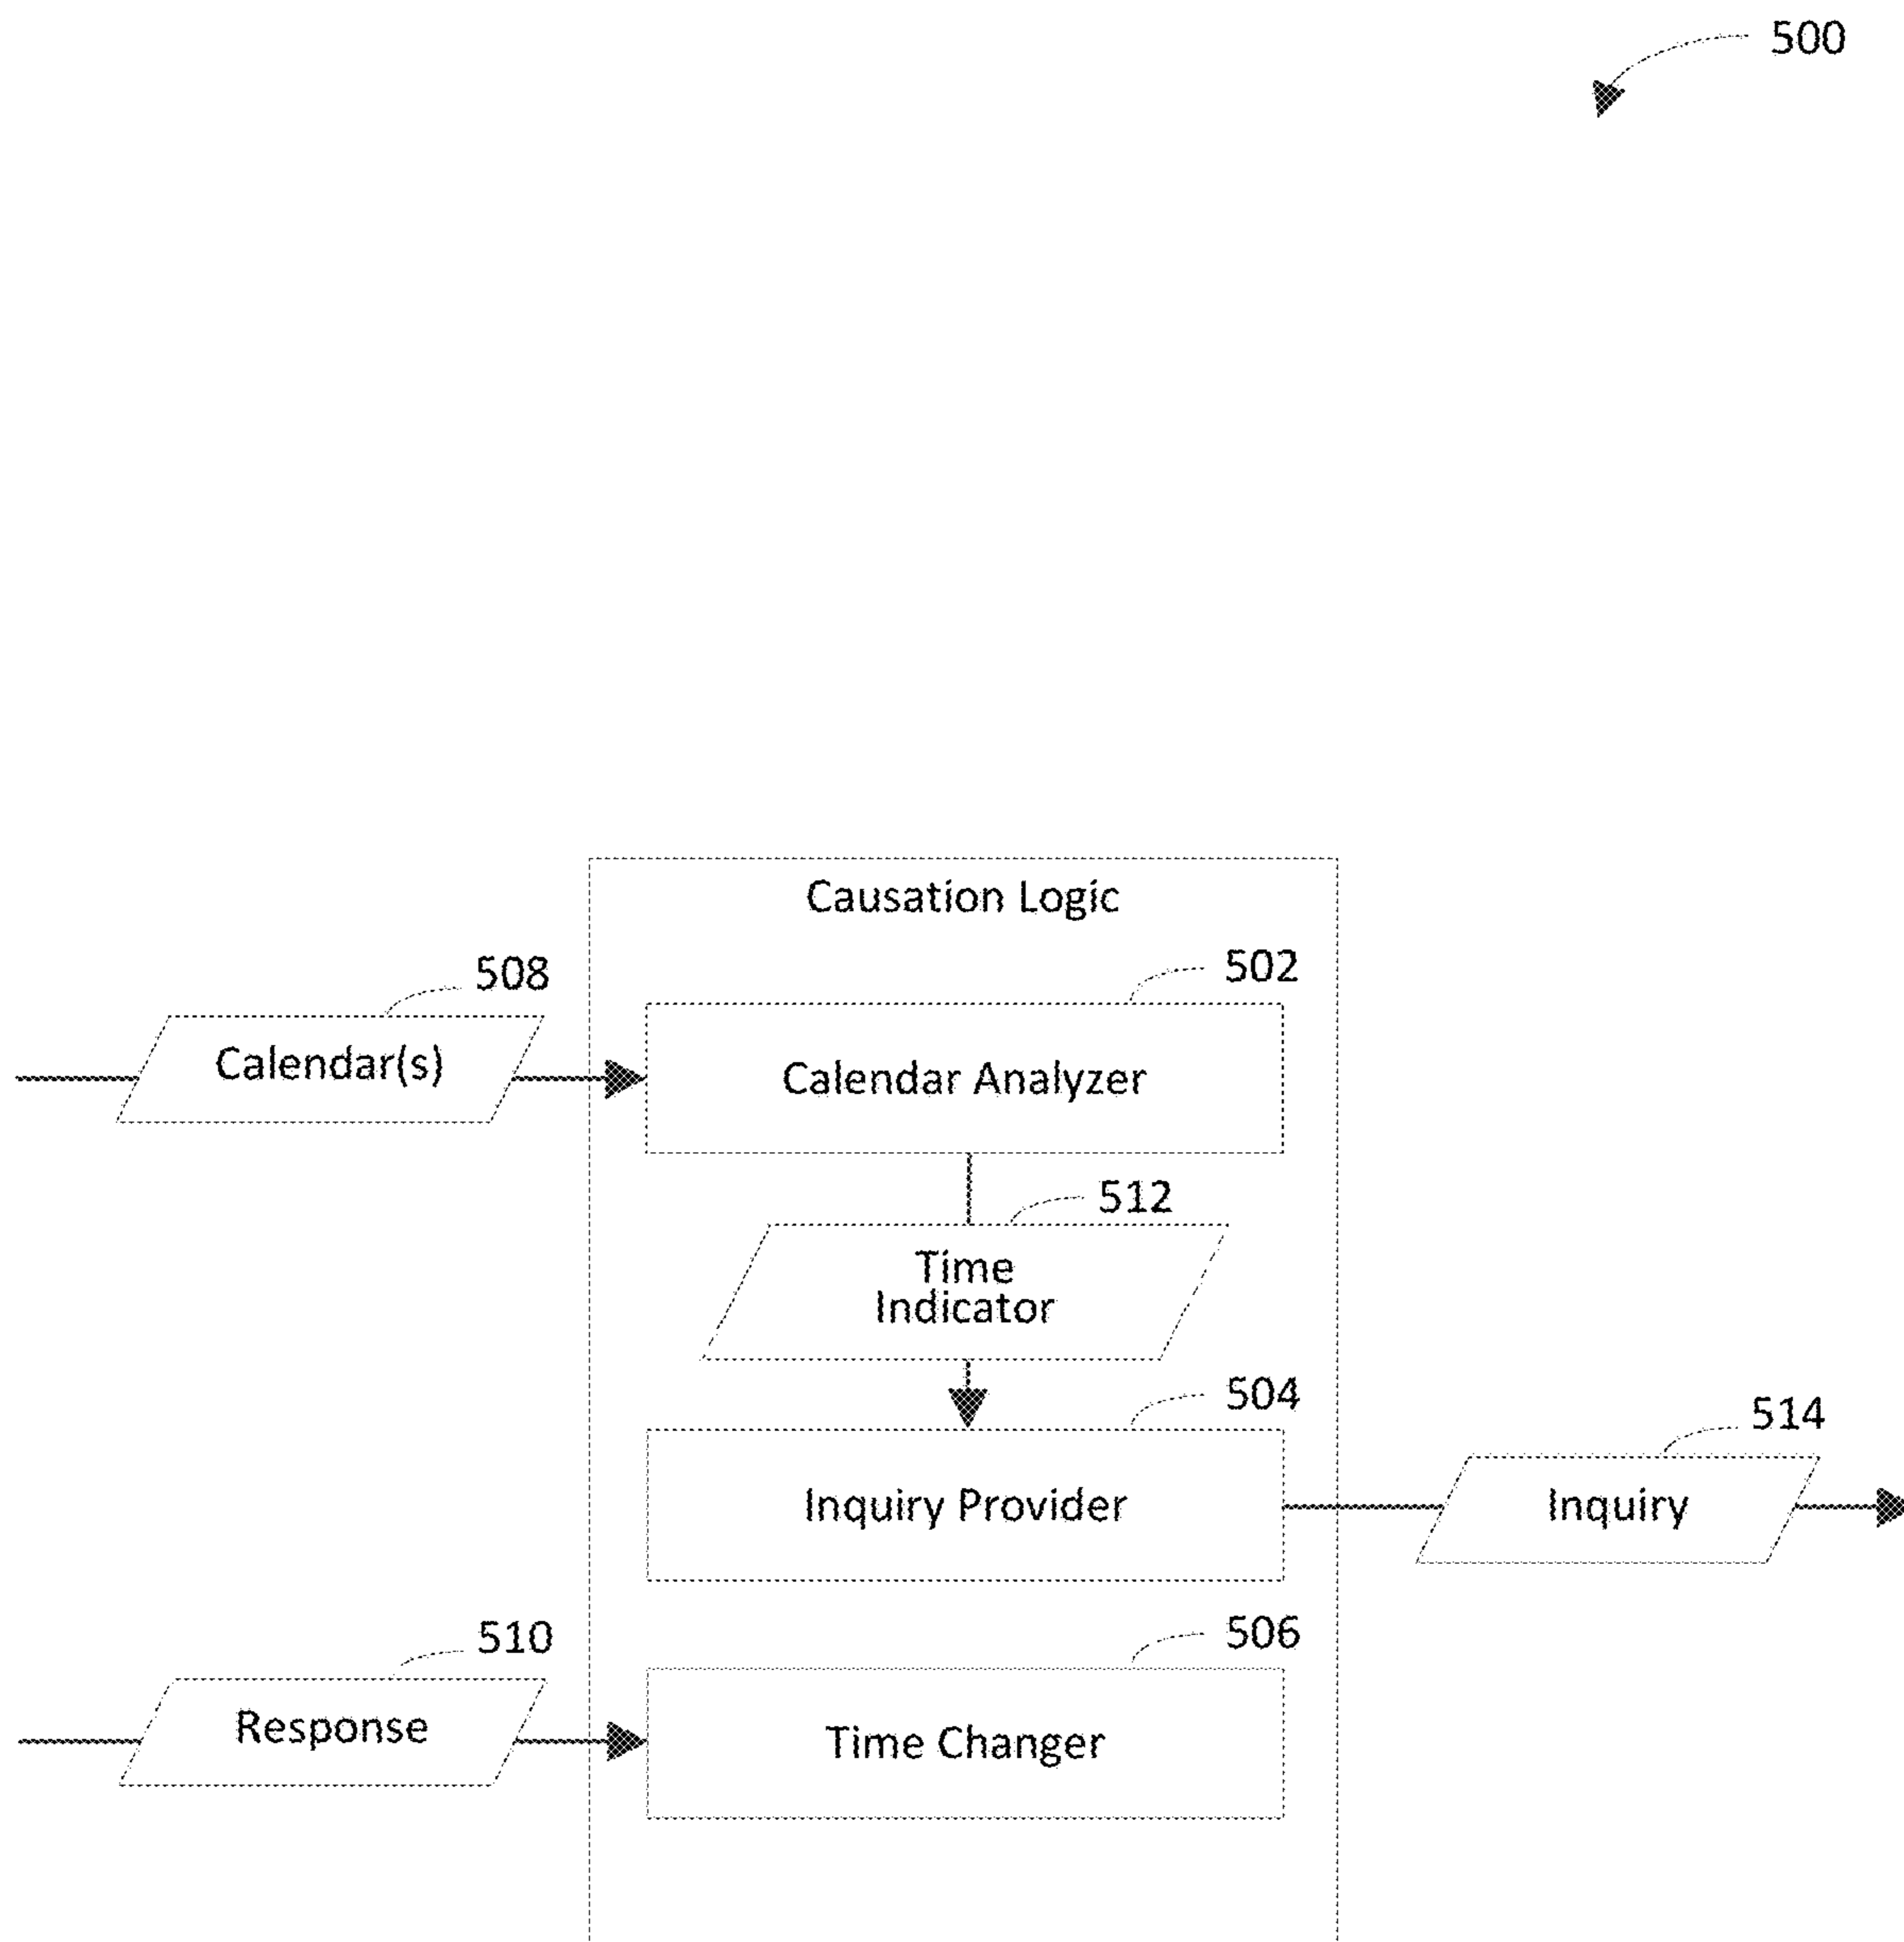 500
Causation Logic
508
502
Calendar(s)
Calendar Analyzer
512
Time
Indicator
504
514
Inquiry Provider
Inquiry
510
506
Response
Time Changer